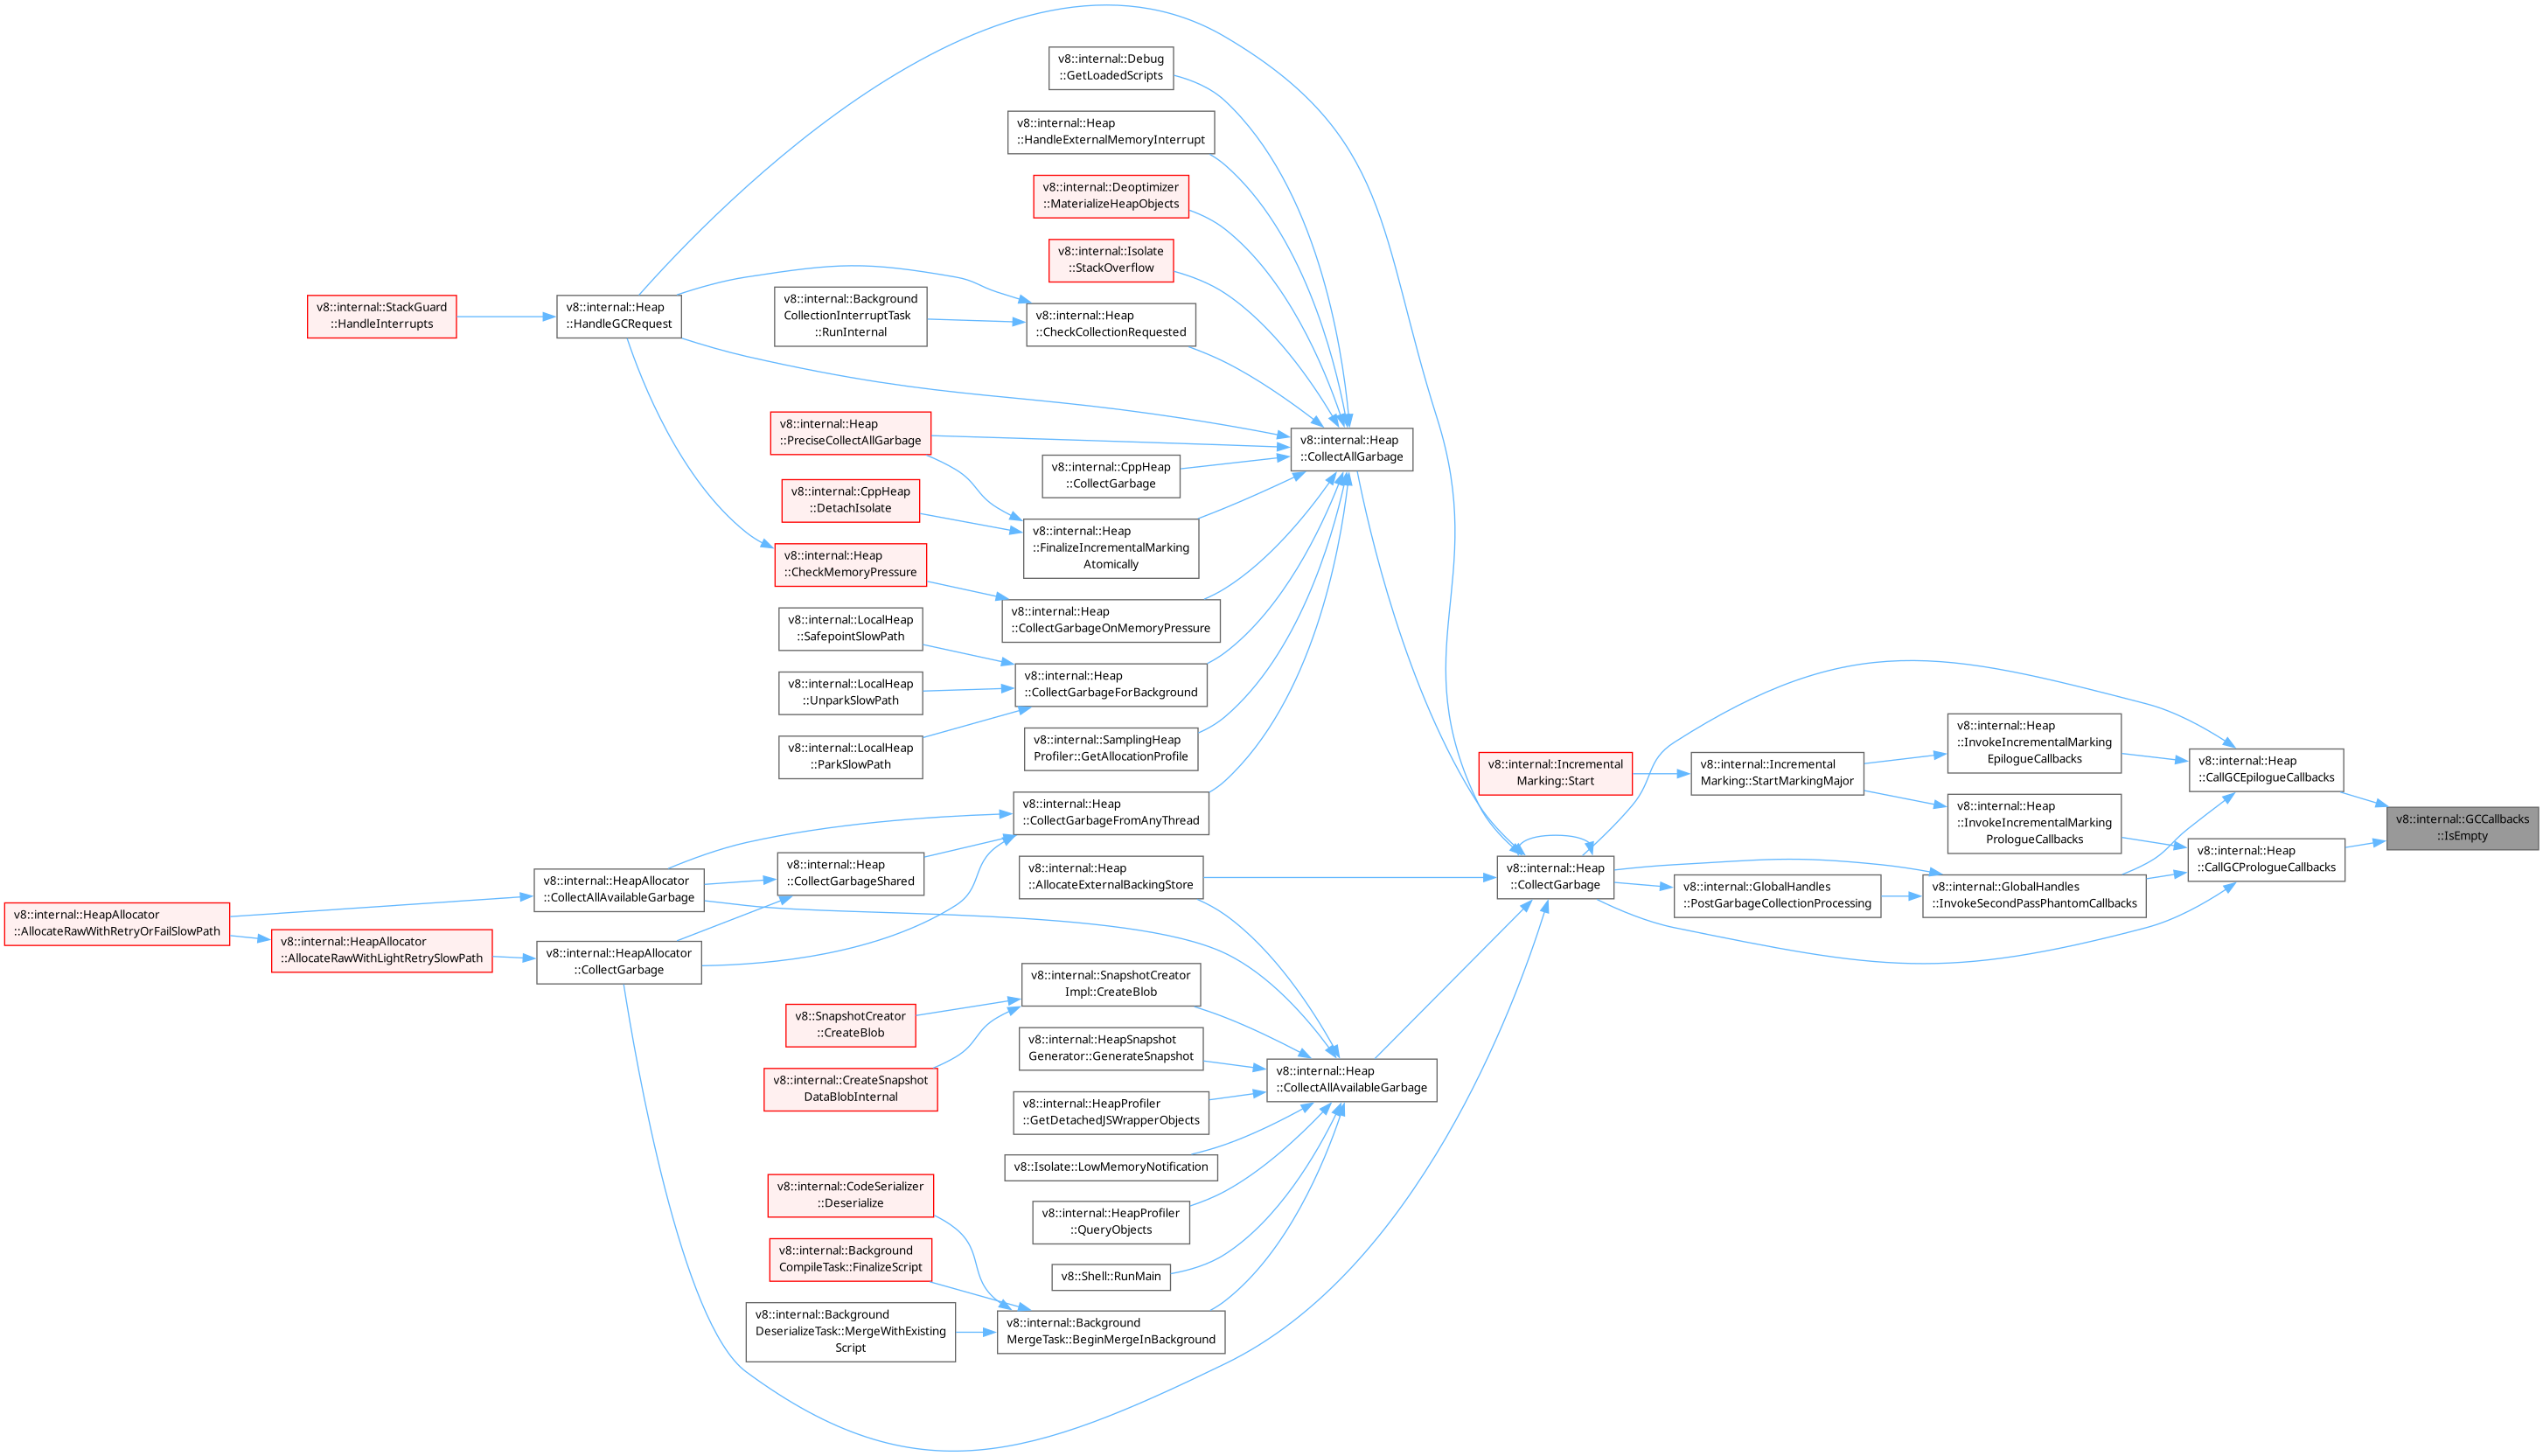 v8::internal::Debug
::GetLoadedScripts
v8::internal::Heap
::HandleExternalMemoryInterrupt
v8::internal::Deoptimizer
::MaterializeHeapObjects
v8::internal::Isolate
::StackOverflow
v8::internal::StackGuard
::HandleInterrupts
v8::internal::Heap
::HandleGCRequest
v8::internal::Background
CollectionInterruptTask
::RunInternal
v8::internal::Heap
::CheckCollectionRequested
v8::internal::Heap
::PreciseCollectAllGarbage
v8::internal::Heap
::CollectAllGarbage
v8::internal::CppHeap
::CollectGarbage
v8::internal::CppHeap
::DetachIsolate
v8::internal::Heap
::FinalizeIncrementalMarking
Atomically
v8::internal::Heap
::CheckMemoryPressure
v8::internal::Heap
::CollectGarbageOnMemoryPressure
v8::internal::LocalHeap
::SafepointSlowPath
v8::internal::LocalHeap
::UnparkSlowPath
v8::internal::Heap
::CollectGarbageForBackground
v8::internal::LocalHeap
::ParkSlowPath
v8::internal::SamplingHeap
Profiler::GetAllocationProfile
v8::internal::Incremental
Marking::Start
v8::internal::Incremental
Marking::StartMarkingMajor
v8::internal::Heap
::InvokeIncrementalMarking
EpilogueCallbacks
v8::internal::Heap
::CallGCEpilogueCallbacks
v8::internal::Heap
::InvokeIncrementalMarking
PrologueCallbacks
v8::internal::GCCallbacks
::IsEmpty
v8::internal::Heap
::CallGCPrologueCallbacks
v8::internal::Heap
::CollectGarbageFromAnyThread
v8::internal::Heap
::CollectGarbageShared
v8::internal::Heap
::AllocateExternalBackingStore
v8::internal::Heap
::CollectGarbage
v8::internal::GlobalHandles
::PostGarbageCollectionProcessing
v8::internal::GlobalHandles
::InvokeSecondPassPhantomCallbacks
v8::internal::HeapAllocator
::CollectAllAvailableGarbage
v8::internal::HeapAllocator
::AllocateRawWithRetryOrFailSlowPath
v8::internal::HeapAllocator
::AllocateRawWithLightRetrySlowPath
v8::internal::HeapAllocator
::CollectGarbage
v8::internal::SnapshotCreator
Impl::CreateBlob
v8::SnapshotCreator
::CreateBlob
v8::internal::HeapSnapshot
Generator::GenerateSnapshot
v8::internal::CreateSnapshot
DataBlobInternal
v8::internal::Heap
::CollectAllAvailableGarbage
v8::internal::HeapProfiler
::GetDetachedJSWrapperObjects
v8::Isolate::LowMemoryNotification
v8::internal::CodeSerializer
::Deserialize
v8::internal::HeapProfiler
::QueryObjects
v8::internal::Background
CompileTask::FinalizeScript
v8::Shell::RunMain
v8::internal::Background
DeserializeTask::MergeWithExisting
Script
v8::internal::Background
MergeTask::BeginMergeInBackground